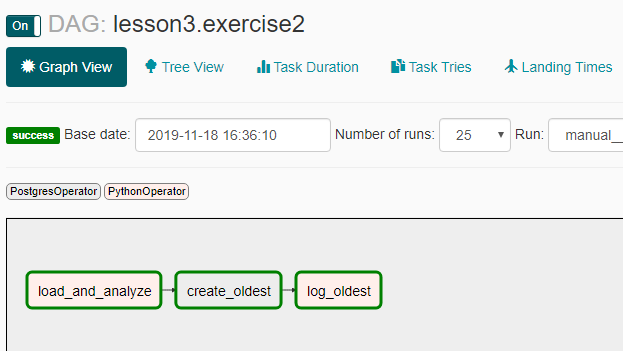 On DAG: lesson3.exercise2
Graph View Tree View Task Duration Task Tries Landing Times
success Base date: 2019-11-18 16:36:10 Number of runs: 25 Run: manual__
PostgresOperator PythonOperator
load_and_analyze create_oldest log_oldest